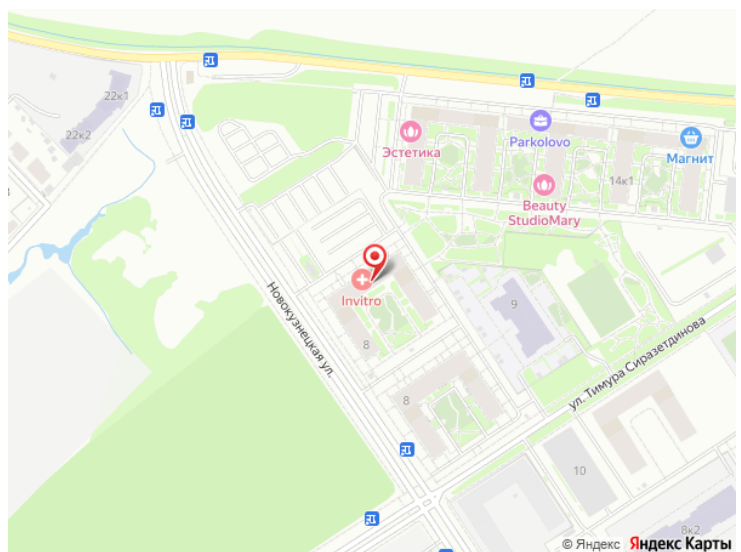 22к1
22к2
Эстетика
Parkolovo
Магнит
14к1
Beauty
StudioMary
Invitro
Новокузнецкая ул.
9
8
ул. Тимура Сиразетдинова
8
10
8к2
© Яндекс Яндекс Карты